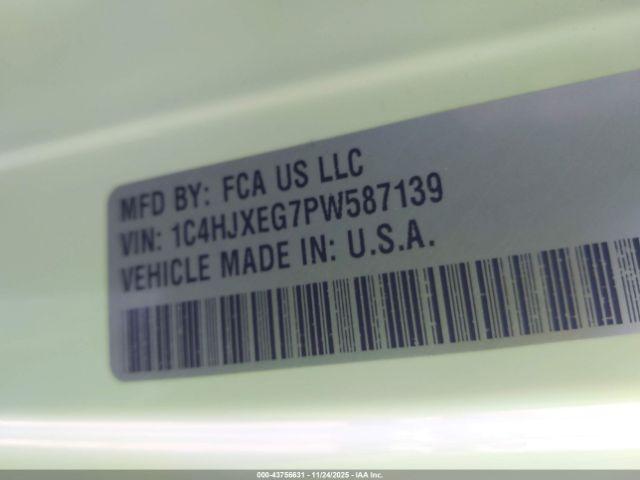 MFD BY: FCA US LLC
VIN: 1C4HJXEG7PW587139
VEHICLE MADE IN: U.S.A.
000-43756631 - 11/24/2025 - IAA Inc.